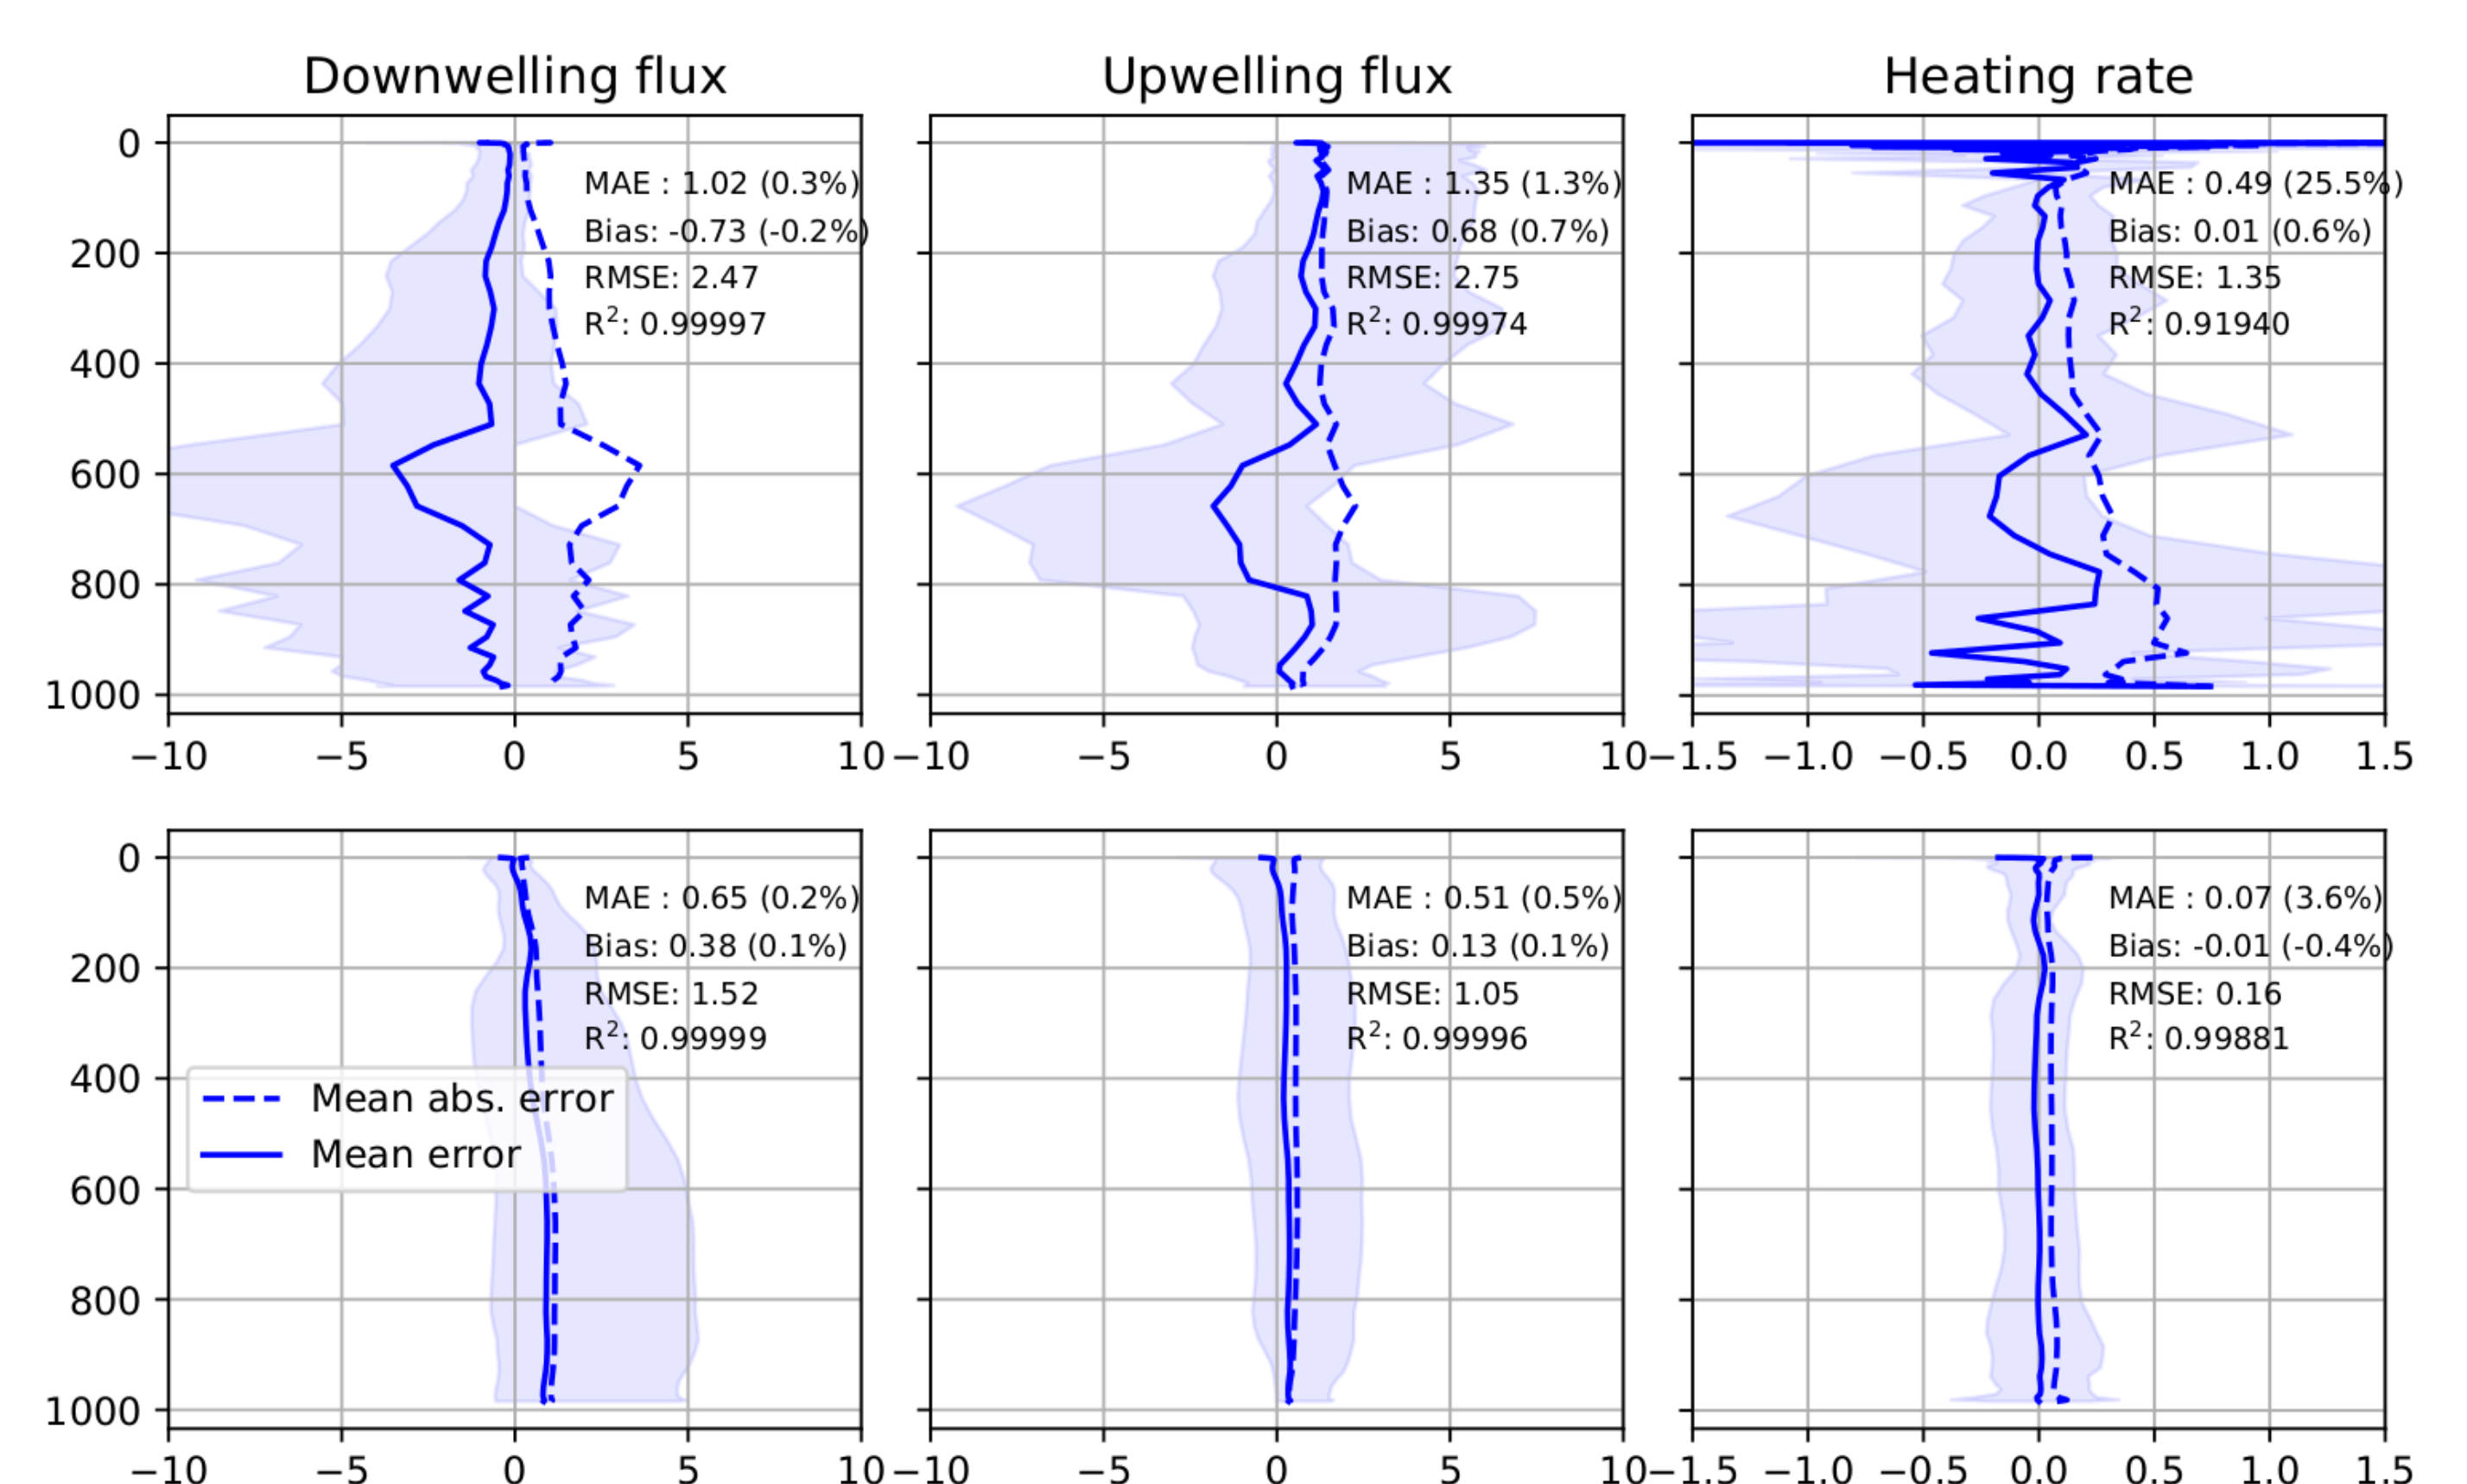 Downwelling flux
Upwelling flux
Heating rate
0
200
400
600
800
1000
MAE : 1.02 (0.3%)
Bias: -0.73 (-0.2%)
RMSE: 2.47
R²: 0.99997
MAE : 1.35 (1.3%)
Bias: 0.68 (0.7%)
RMSE: 2.75
R²: 0.99974
MAE : 0.49 (25.5%)
Bias: 0.01 (0.6%)
RMSE: 1.35
R²: 0.91940
−10 −5 0 5 10
−10 −5 0 5 10
−1.5 −1.0 −0.5 0.0 0.5 1.0 1.5
0
200
400
600
800
1000
MAE : 0.65 (0.2%)
Bias: 0.38 (0.1%)
RMSE: 1.52
R²: 0.99999
Mean abs. error
Mean error
MAE : 0.51 (0.5%)
Bias: 0.13 (0.1%)
RMSE: 1.05
R²: 0.99996
MAE : 0.07 (3.6%)
Bias: -0.01 (-0.4%)
RMSE: 0.16
R²: 0.99881
−10 −5 0 5 10
−10 −5 0 5 10
−1.5 −1.0 −0.5 0.0 0.5 1.0 1.5